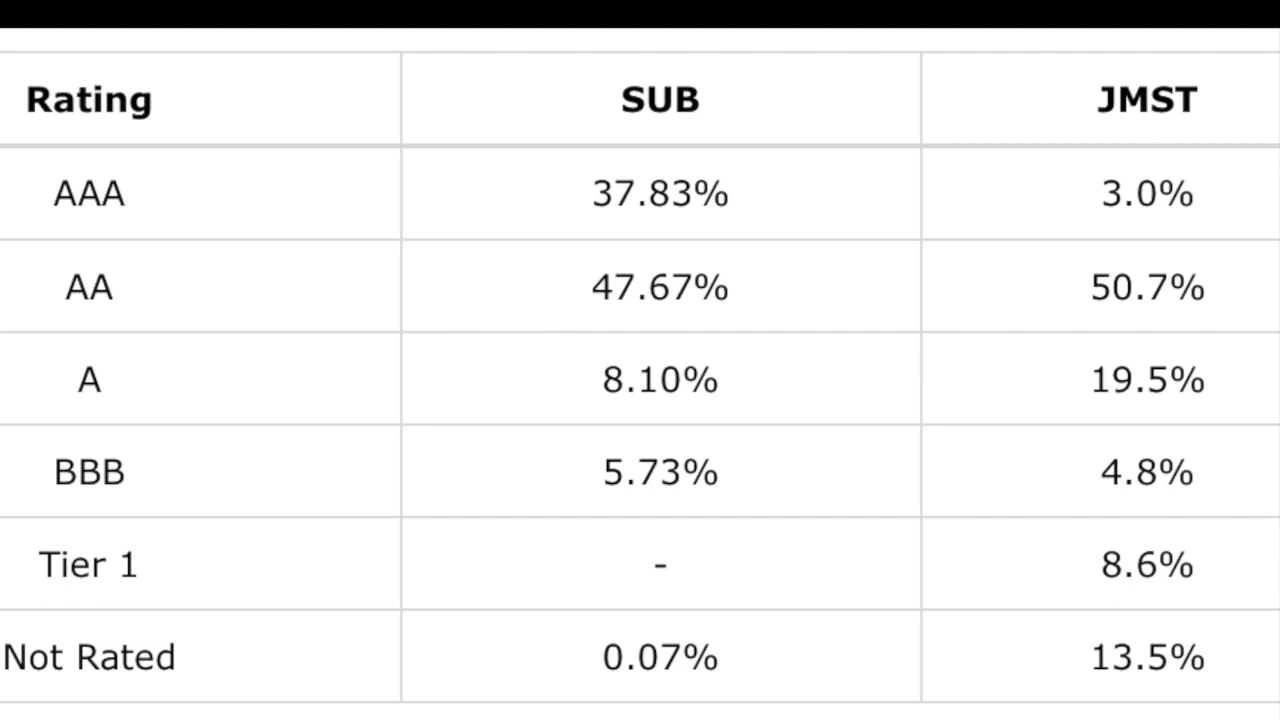 Rating SUB JMST
AAA 37.83% 3.0%
AA 47.67% 50.7%
A 8.10% 19.5%
BBB 5.73% 4.8%
Tier 1 - 8.6%
Not Rated 0.07% 13.5%